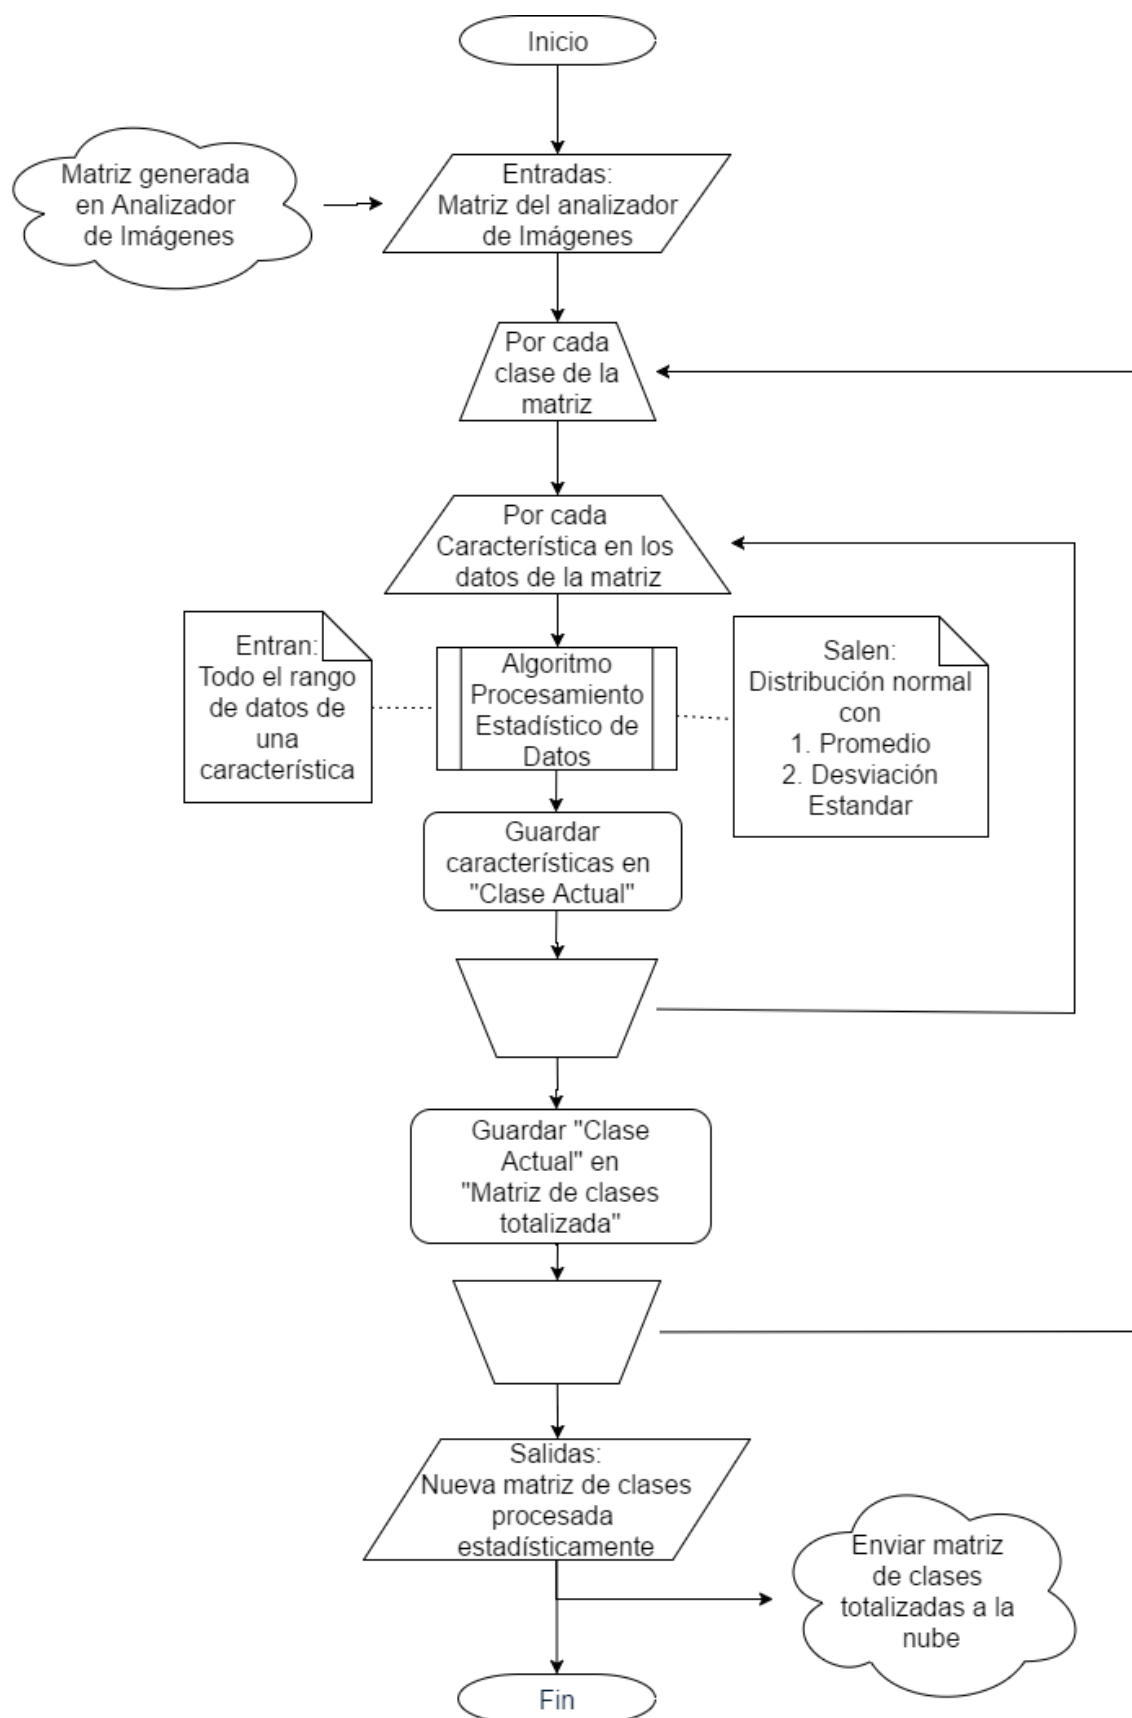 Inicio
Matriz generada
en Analizador
de Imágenes
Entradas:
Matriz del analizador
de Imágenes
Por cada
clase de la
matriz
Por cada
Característica en los
datos de la matriz
Entran:
Todo el rango
de datos de
una
característica
Algoritmo
Procesamiento
Estadístico de
Datos
Salen:
Distribución normal
con
1. Promedio
2. Desviación
Estandar
Guardar
características en
"Clase Actual"
Guardar "Clase
Actual" en
"Matriz de clases
totalizada"
Salidas:
Nueva matriz de clases
procesada
estadísticamente
Enviar matriz
de clases
totalizadas a la
nube
Fin